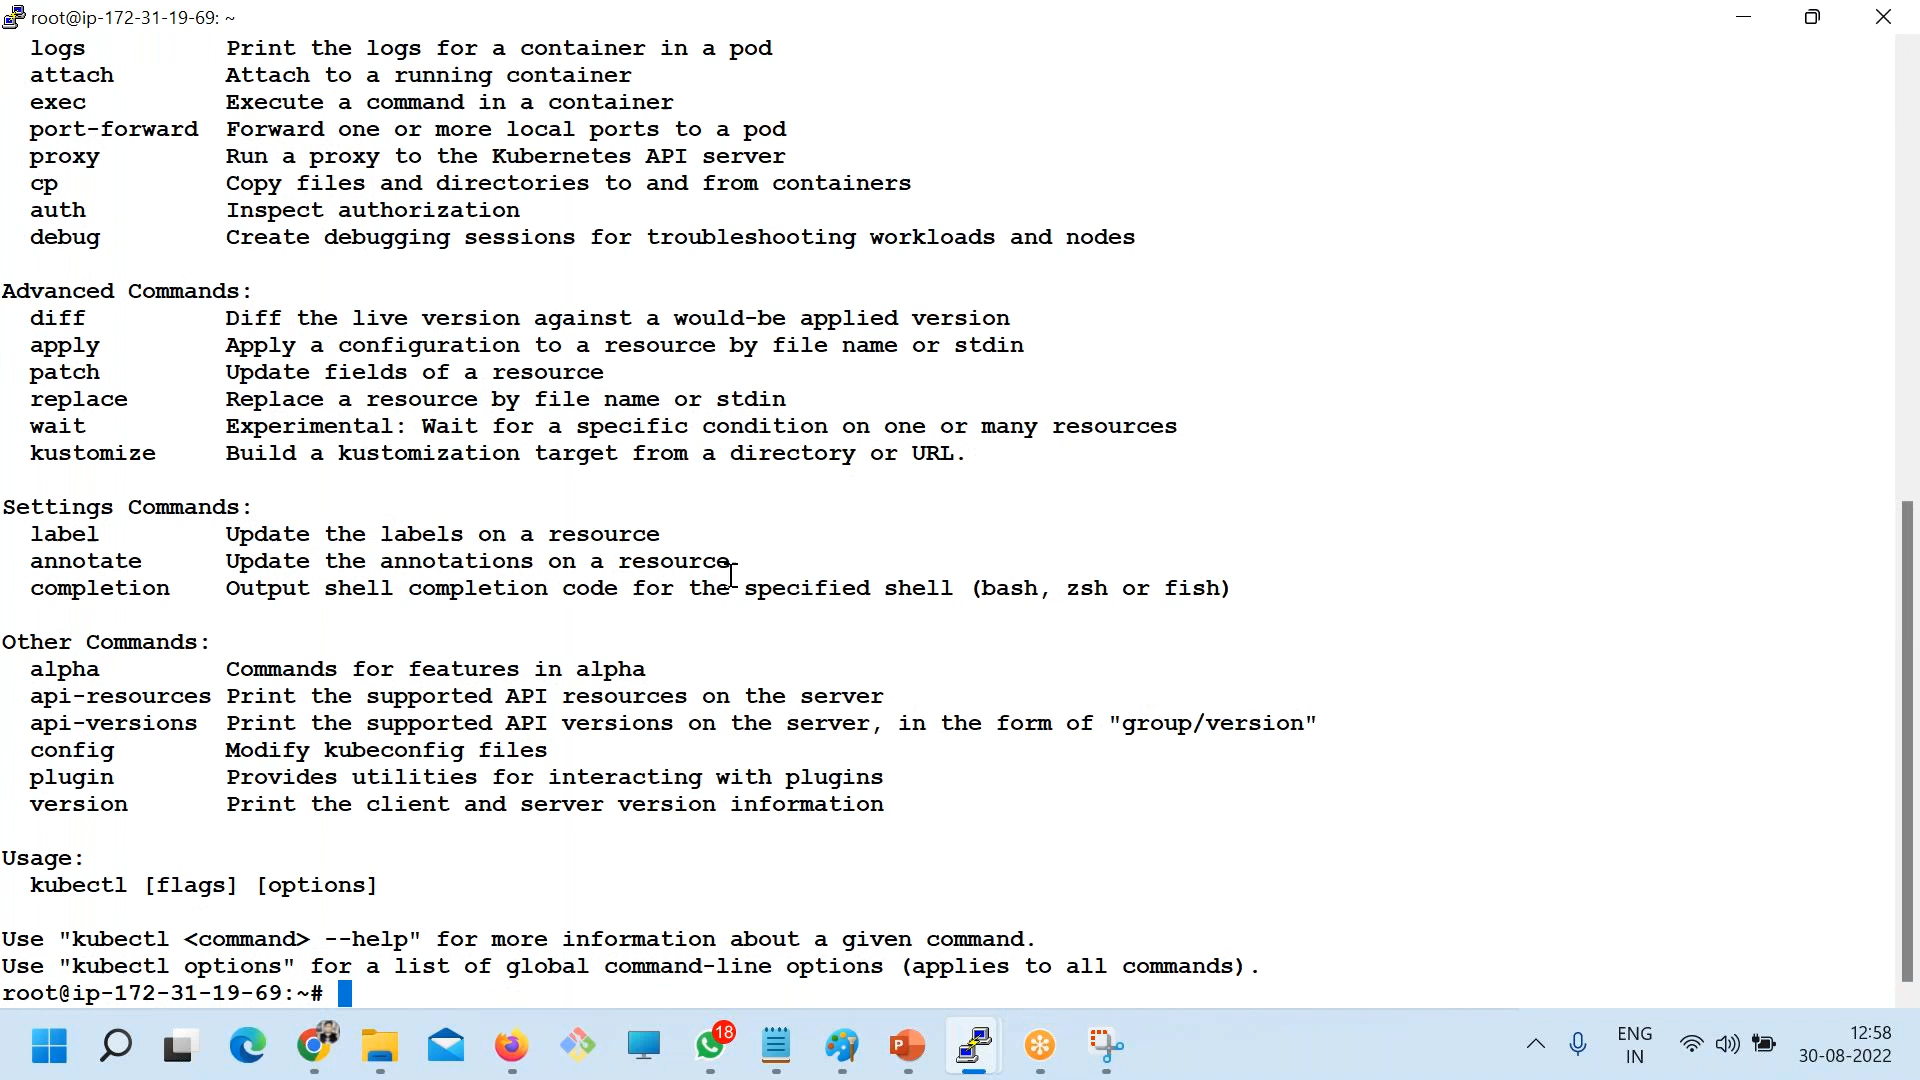 root@ip-172-31-19-69: ~
logs Print the logs for a container in a pod
attach Attach to a running container
exec Execute a command in a container
port-forward Forward one or more local ports to a pod
proxy Run a proxy to the Kubernetes API server
cp Copy files and directories to and from containers
auth Inspect authorization
debug Create debugging sessions for troubleshooting workloads and nodes
Advanced Commands:
diff Diff the live version against a would-be applied version
apply Apply a configuration to a resource by file name or stdin
patch Update fields of a resource
replace Replace a resource by file name or stdin
wait Experimental: Wait for a specific condition on one or many resources
kustomize Build a kustomization target from a directory or URL.
Settings Commands:
label Update the labels on a resource
annotate Update the annotations on a resource
completion Output shell completion code for the specified shell (bash, zsh or fish)
Other Commands:
alpha Commands for features in alpha
api-resources Print the supported API resources on the server
api-versions Print the supported API versions on the server, in the form of "group/version"
config Modify kubeconfig files
plugin Provides utilities for interacting with plugins
version Print the client and server version information
Usage:
kubectl [flags] [options]
Use "kubectl <command> --help" for more information about a given command.
Use "kubectl options" for a list of global command-line options (applies to all commands).
root@ip-172-31-19-69:~#
18
P
ENG
IN
12:58
30-08-2022